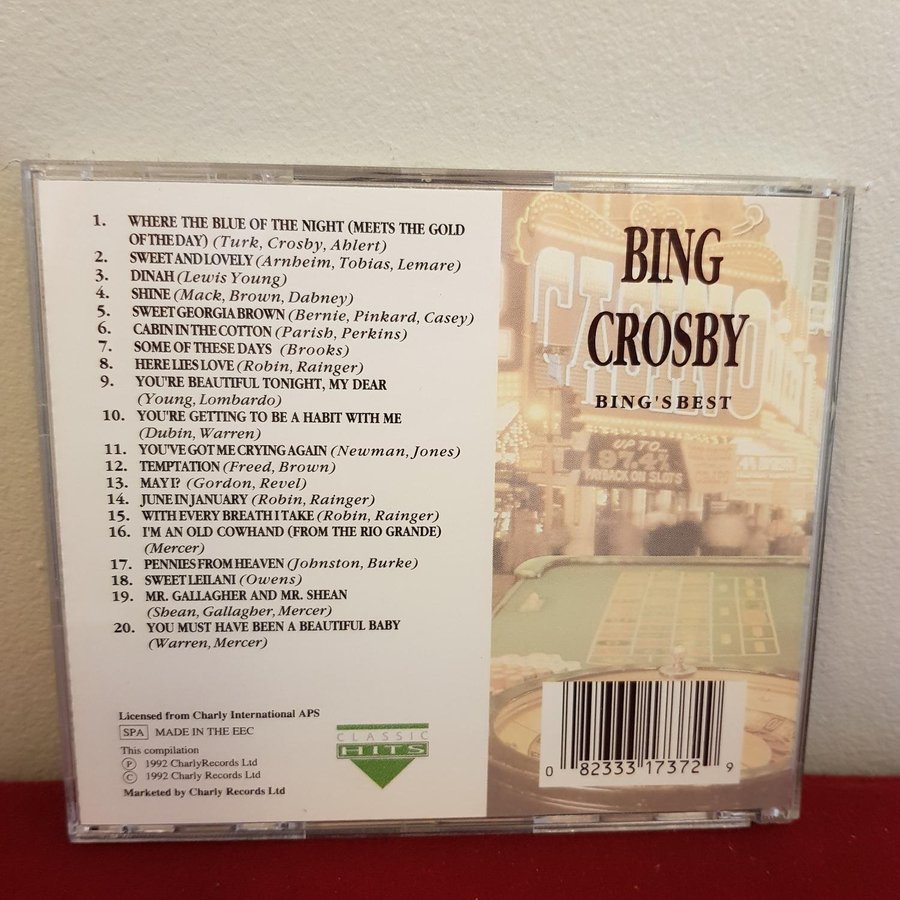 1. WHERE THE BLUE OF THE NIGHT (MEETS THE GOLD
OF THE DAY) (Turk, Crosby, Ahlert)
2. SWEET AND LOVELY (Arnheim, Tobias, Lemare)
3. DINAH (Lewis Young)
4. SHINE (Mack, Brown, Dabney)
5. SWEET GEORGIA BROWN (Bernie, Pinkard, Casey)
6. CABIN IN THE COTTON (Parish, Perkins)
7. SOME OF THESE DAYS (Brooks)
8. HERE LIES LOVE (Robin, Rainger)
9. YOU'RE BEAUTIFUL TONIGHT, MY DEAR
(Young, Lombardo)
10. YOU'RE GETTING TO BE A HABIT WITH ME
(Dubin, Warren)
11. YOU'VE GOT ME CRYING AGAIN (Newman, Jones)
12. TEMPTATION (Freed, Brown)
13. MAY I? (Gordon, Revel)
14. JUNE IN JANUARY (Robin, Rainger)
15. WITH EVERY BREATH I TAKE (Robin, Rainger)
16. I'M AN OLD COWHAND (FROM THE RIO GRANDE)
(Mercer)
17. PENNIES FROM HEAVEN (Johnston, Burke)
18. SWEET LEILANI (Owens)
19. MR. GALLAGHER AND MR. SHEAN
(Shean, Gallagher, Mercer)
20. YOU MUST HAVE BEEN A BEAUTIFUL BABY
(Warren, Mercer)
Licensed from Charly International APS
SPA MADE IN THE EEC
This compilation
Ⓟ 1992 CharlyRecords Ltd
© 1992 Charly Records Ltd
Marketed by Charly Records Ltd
CLASSIC
HITS
BING
CROSBY
BING'S BEST
CASINO
UP TO
97.4%
PAYBACK ON SLOTS
0 82333 17372 9